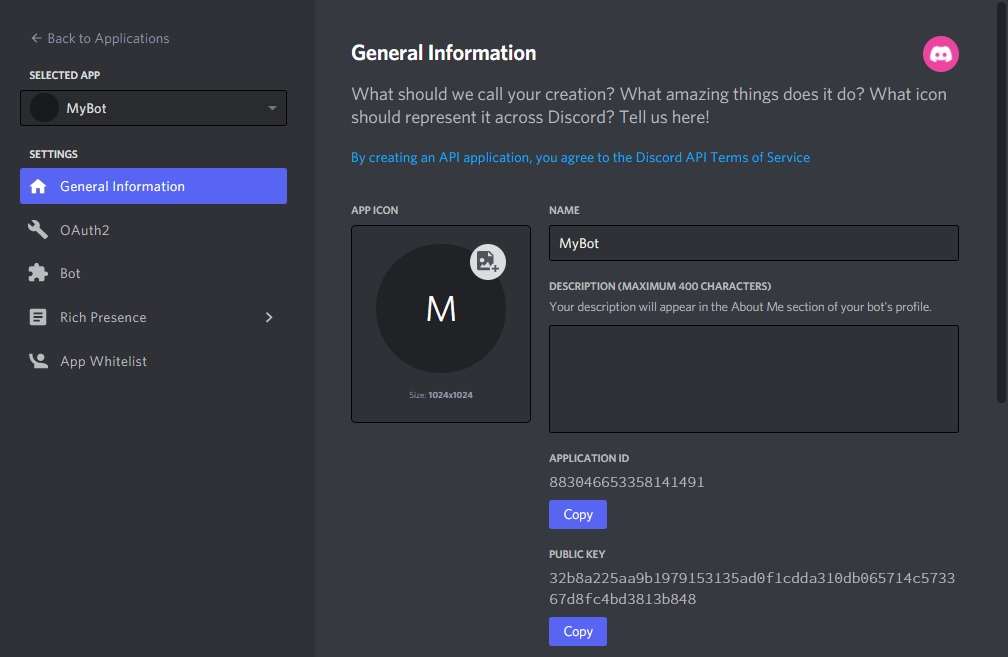 Back to Applications
SELECTED APP
MyBot
SETTINGS
General Information
OAuth2
Bot
Rich Presence
App Whitelist
General Information
What should we call your creation? What amazing things does it do? What icon
should represent it across Discord? Tell us here!
By creating an API application, you agree to the Discord API Terms of Service
APP ICON
M
Size: 1024x1024
NAME
MyBot
DESCRIPTION (MAXIMUM 400 CHARACTERS)
Your description will appear in the About Me section of your bot's profile.
APPLICATION ID
883046653358141491
Copy
PUBLIC KEY
32b8a225aa9b1979153135ad0f1cdda310db065714c5733
67d8fc4bd3813b848
Copy